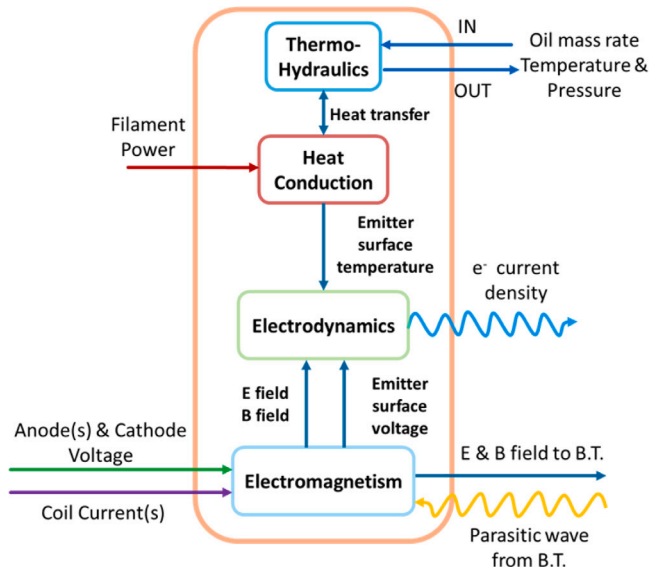 Thermo-
Hydraulics
IN
OUT
Oil mass rate
Temperature &
Pressure
Heat transfer
Filament
Power
Heat
Conduction
Emitter
surface
temperature
e⁻ current
density
Electrodynamics
E field
B field
Emitter
surface
voltage
Anode(s) & Cathode
Voltage
Coil Current(s)
Electromagnetism
E & B field to B.T.
Parasitic wave
from B.T.